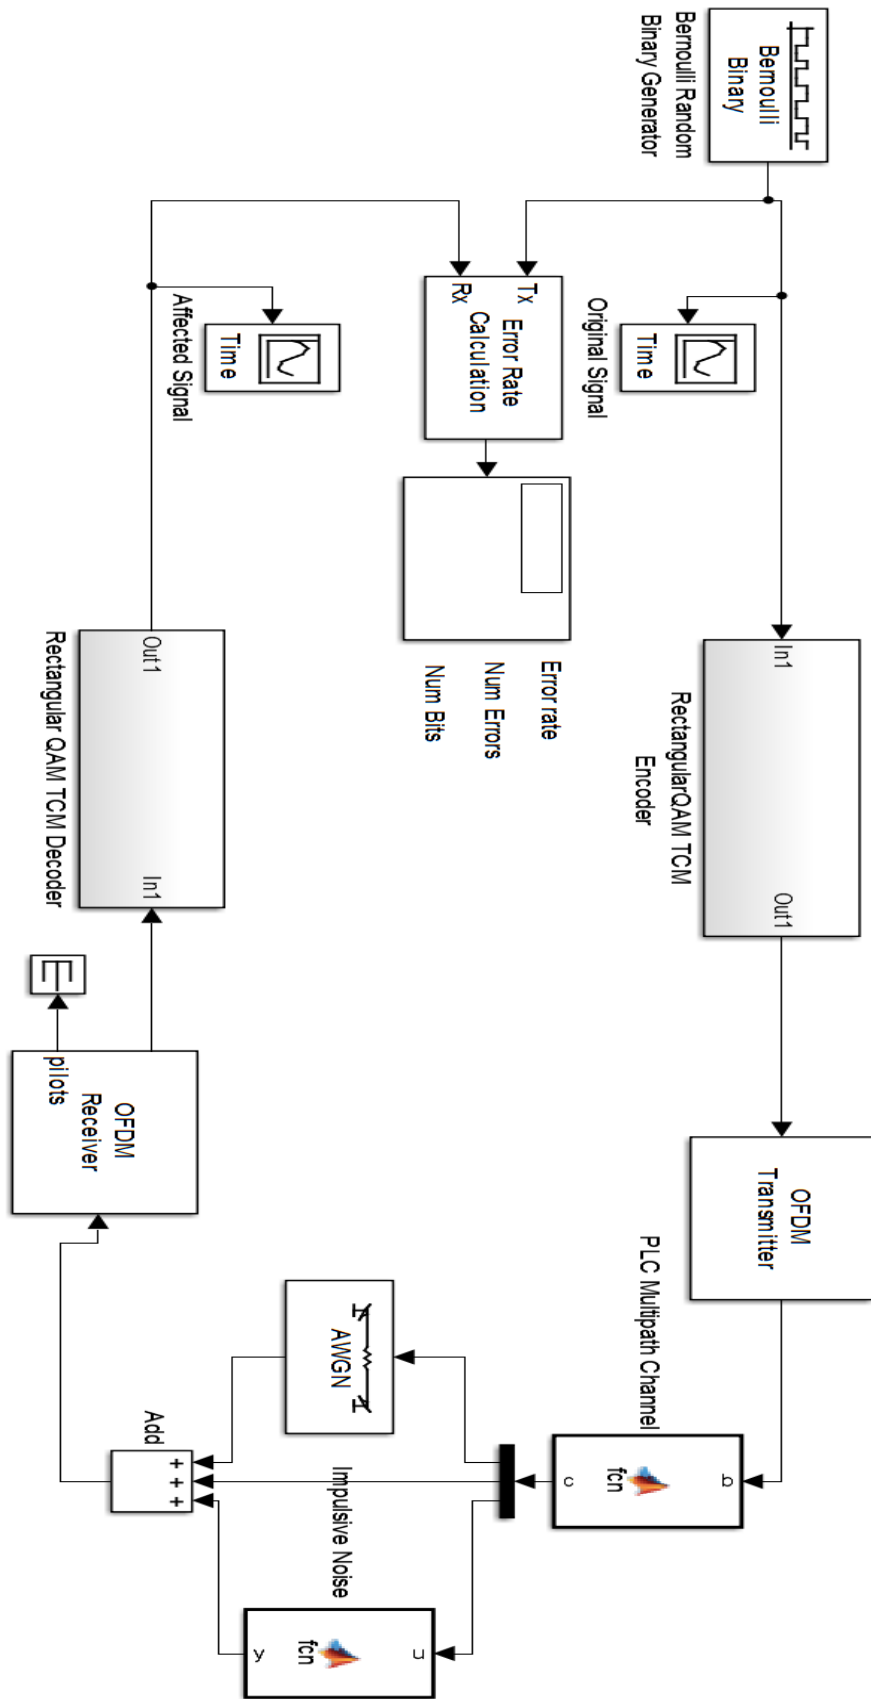 Bernoulli
Binary
Bernoulli Random
Binary Generator
Time
Original Signal
In1
Out1
RectangularQAM TCM
Encoder
OFDM
Transmitter
Tx
Rx
Error Rate
Calculation
Error rate
Num Errors
Num Bits
PLC Multipath Channel
q
fcn
c
Time
Affected Signal
Out1
In1
Rectangular QAM TCM Decoder
OFDM
Receiver
pilots
AWGN
Add
+
+
+
Impulsive Noise
u
fcn
y